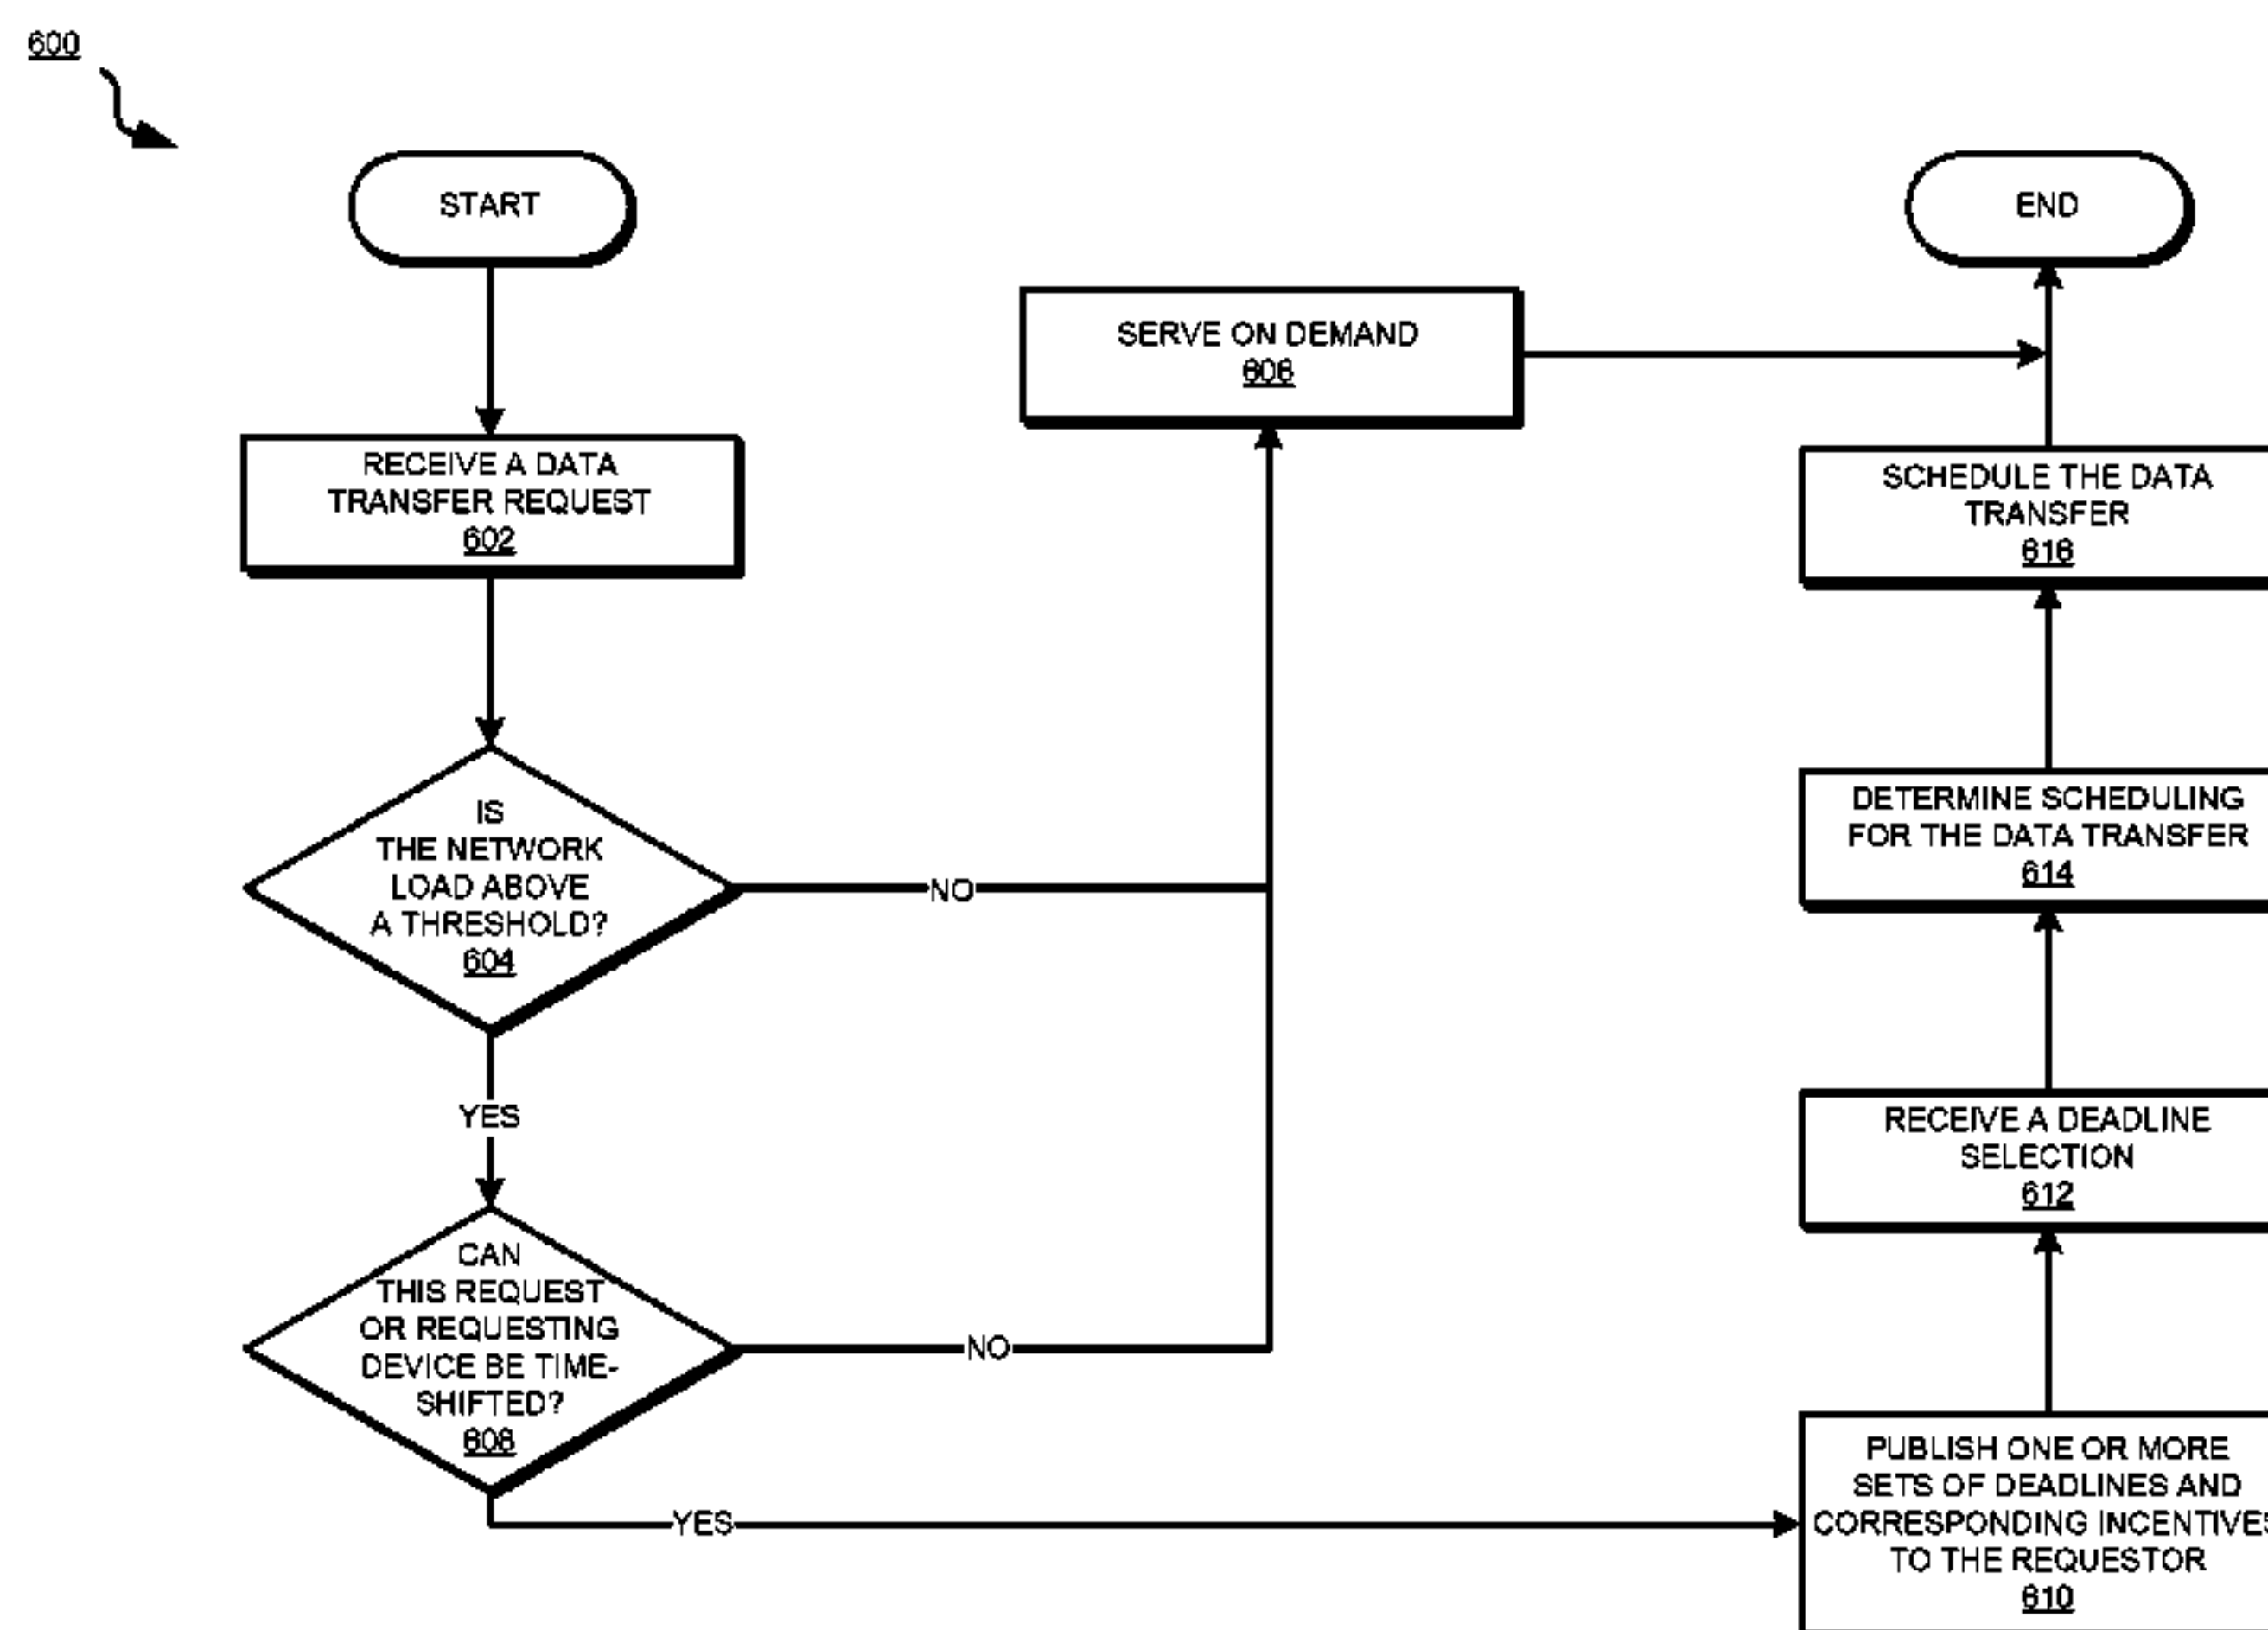 600
START
RECEIVE A DATA
TRANSFER REQUEST
602
IS
THE NETWORK
LOAD ABOVE
A THRESHOLD?
604
NO
YES
CAN
THIS REQUEST
OR REQUESTING
DEVICE BE TIME-
SHIFTED?
608
NO
YES
SERVE ON DEMAND
606
END
SCHEDULE THE DATA
TRANSFER
616
DETERMINE SCHEDULING
FOR THE DATA TRANSFER
614
RECEIVE A DEADLINE
SELECTION
612
PUBLISH ONE OR MORE
SETS OF DEADLINES AND
CORRESPONDING INCENTIVES
TO THE REQUESTOR
610